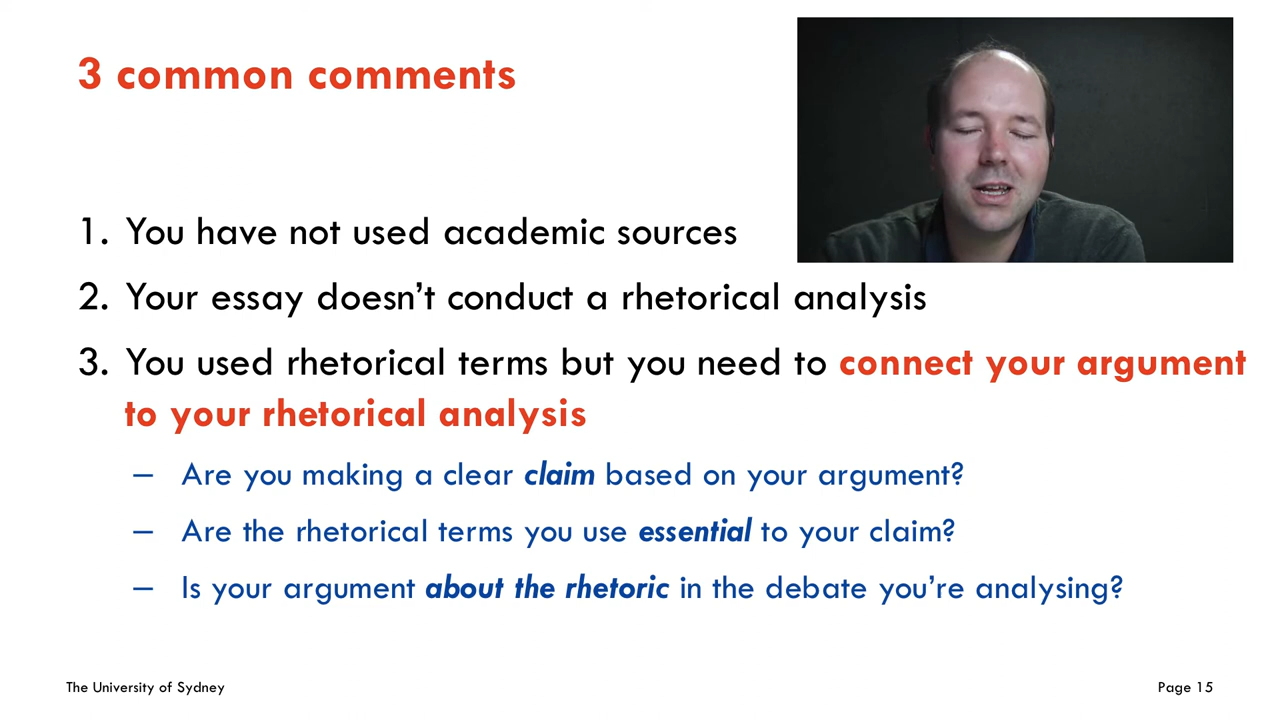 3 common comments
1. You have not used academic sources
2. Your essay doesn’t conduct a rhetorical analysis
3. You used rhetorical terms but you need to connect your argument
to your rhetorical analysis
– Are you making a clear claim based on your argument?
– Are the rhetorical terms you use essential to your claim?
– Is your argument about the rhetoric in the debate you’re analysing?
The University of Sydney
Page 15